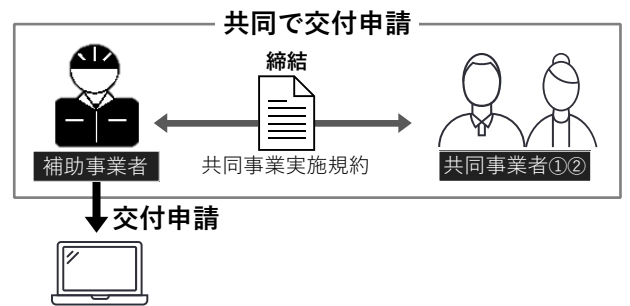 共同で交付申請
締結
補助事業者
共同事業実施規約
共同事業者①②
交付申請